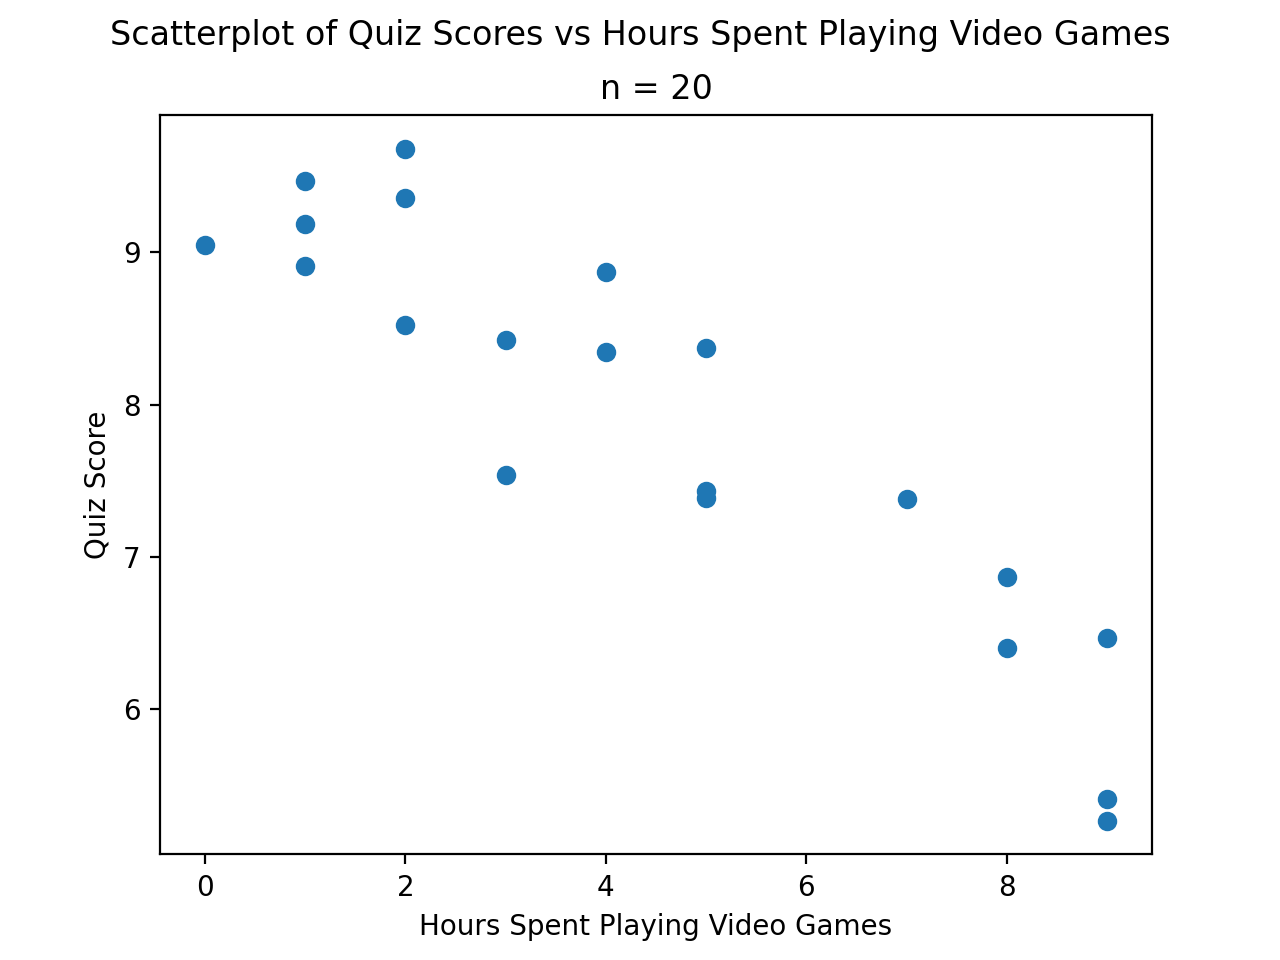 Scatterplot of Quiz Scores vs Hours Spent Playing Video Games
n = 20
9
8
7
6
Quiz Score
0 2 4 6 8
Hours Spent Playing Video Games